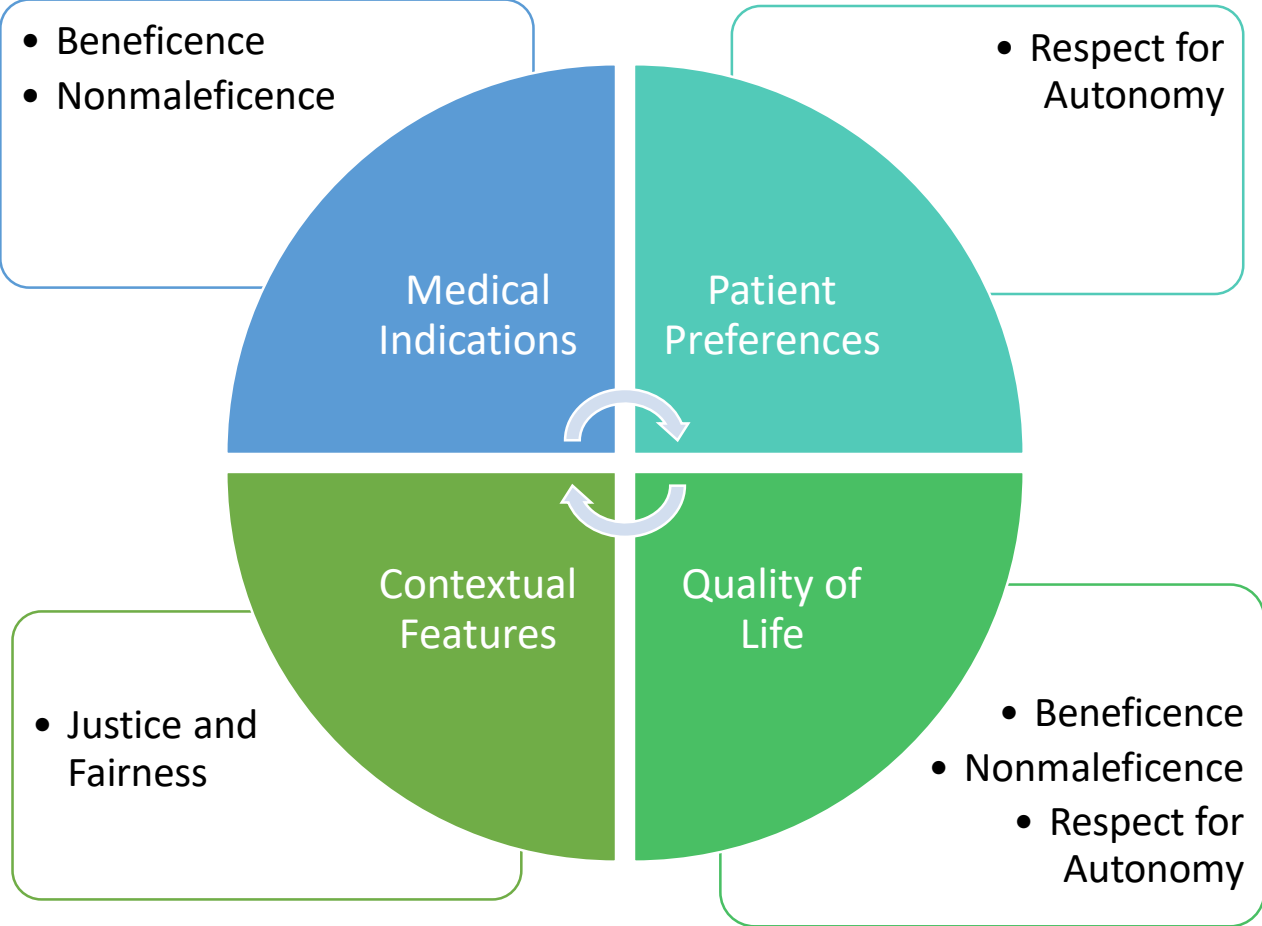 • Beneficence
• Nonmaleficence
• Respect for
Autonomy
Medical
Indications
Patient
Preferences
Contextual
Features
Quality of
Life
• Justice and
Fairness
• Beneficence
• Nonmaleficence
• Respect for
Autonomy